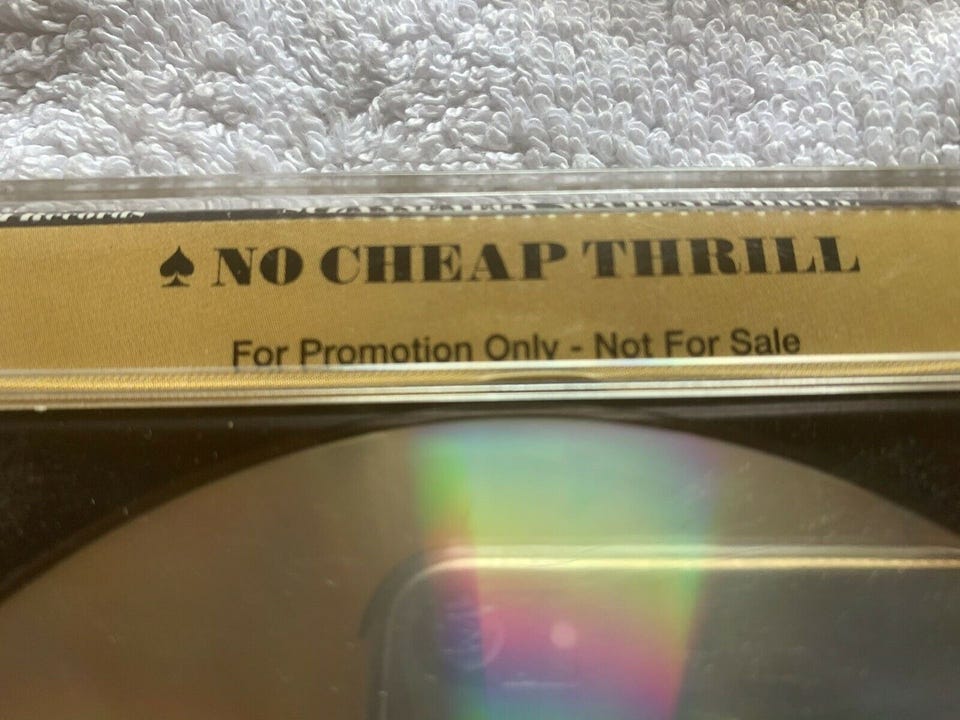 ♠ NO CHEAP THRILL
For Promotion Only - Not For Sale